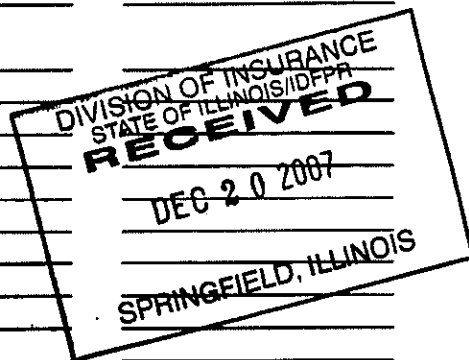 DIVISION OF INSURANCE
STATE OF ILLINOIS/IDFPR
RECEIVED
DEC 20 2007
SPRINGFIELD, ILLINOIS